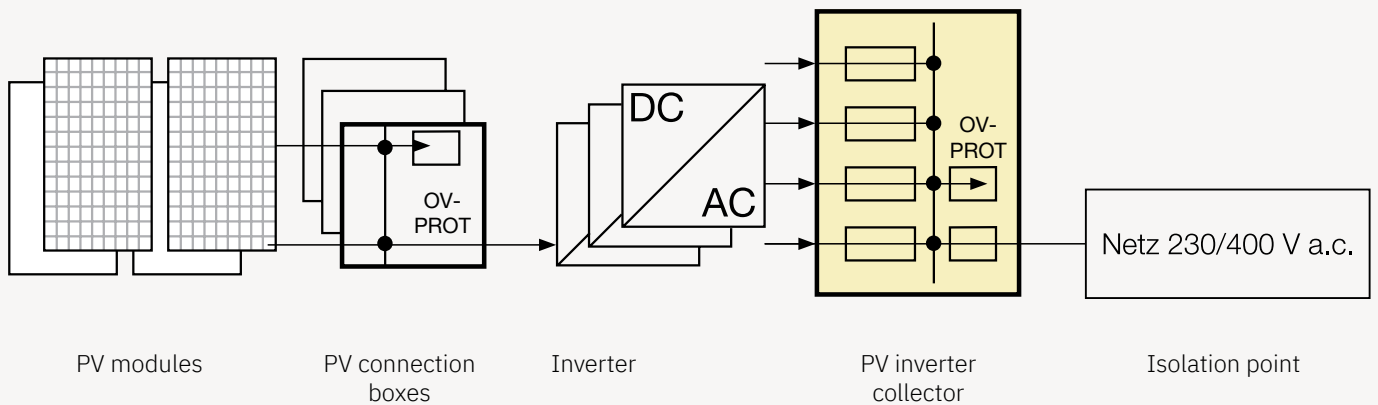 OV-
PROT
DC
AC
OV-
PROT
Netz 230/400 V a.c.
PV modules
PV connection
boxes
Inverter
PV inverter
collector
Isolation point